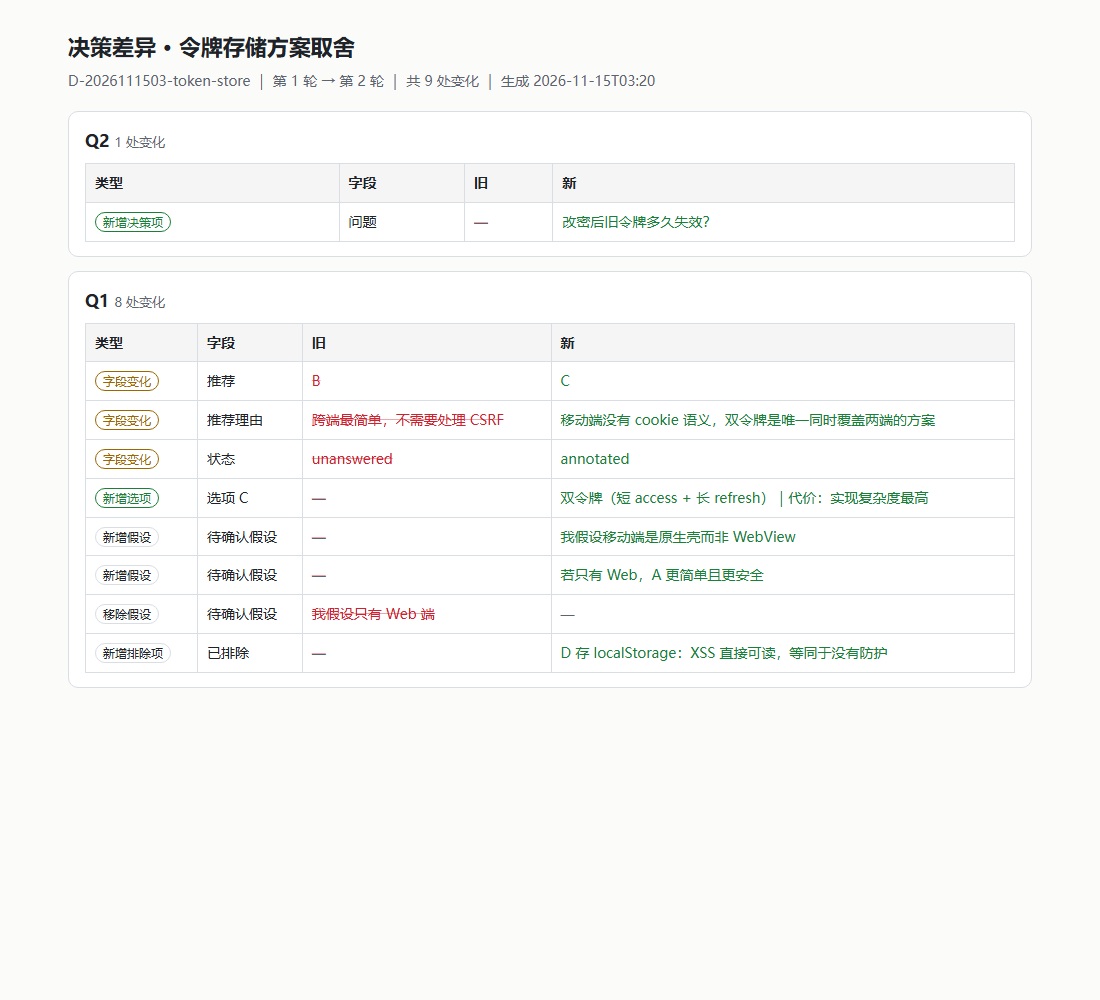 决策差异 · 令牌存储方案取舍
D-2026111503-token-store | 第 1 轮 → 第 2 轮 | 共 9 处变化 | 生成 2026-11-15T03:20
Q2 1 处变化
类型 字段 旧 新
新增决策项 问题 — 改密后旧令牌多久失效?
Q1 8 处变化
类型 字段 旧 新
字段变化 推荐 B C
字段变化 推荐理由 跨端最简单，不需要处理 CSRF 移动端没有 cookie 语义，双令牌是唯一同时覆盖两端的方案
字段变化 状态 unanswered annotated
新增选项 选项 C — 双令牌（短 access + 长 refresh）｜代价：实现复杂度最高
新增假设 待确认假设 — 我假设移动端是原生壳而非 WebView
新增假设 待确认假设 — 若只有 Web，A 更简单且更安全
移除假设 待确认假设 我假设只有 Web 端 —
新增排除项 已排除 — D 存 localStorage：XSS 直接可读，等同于没有防护